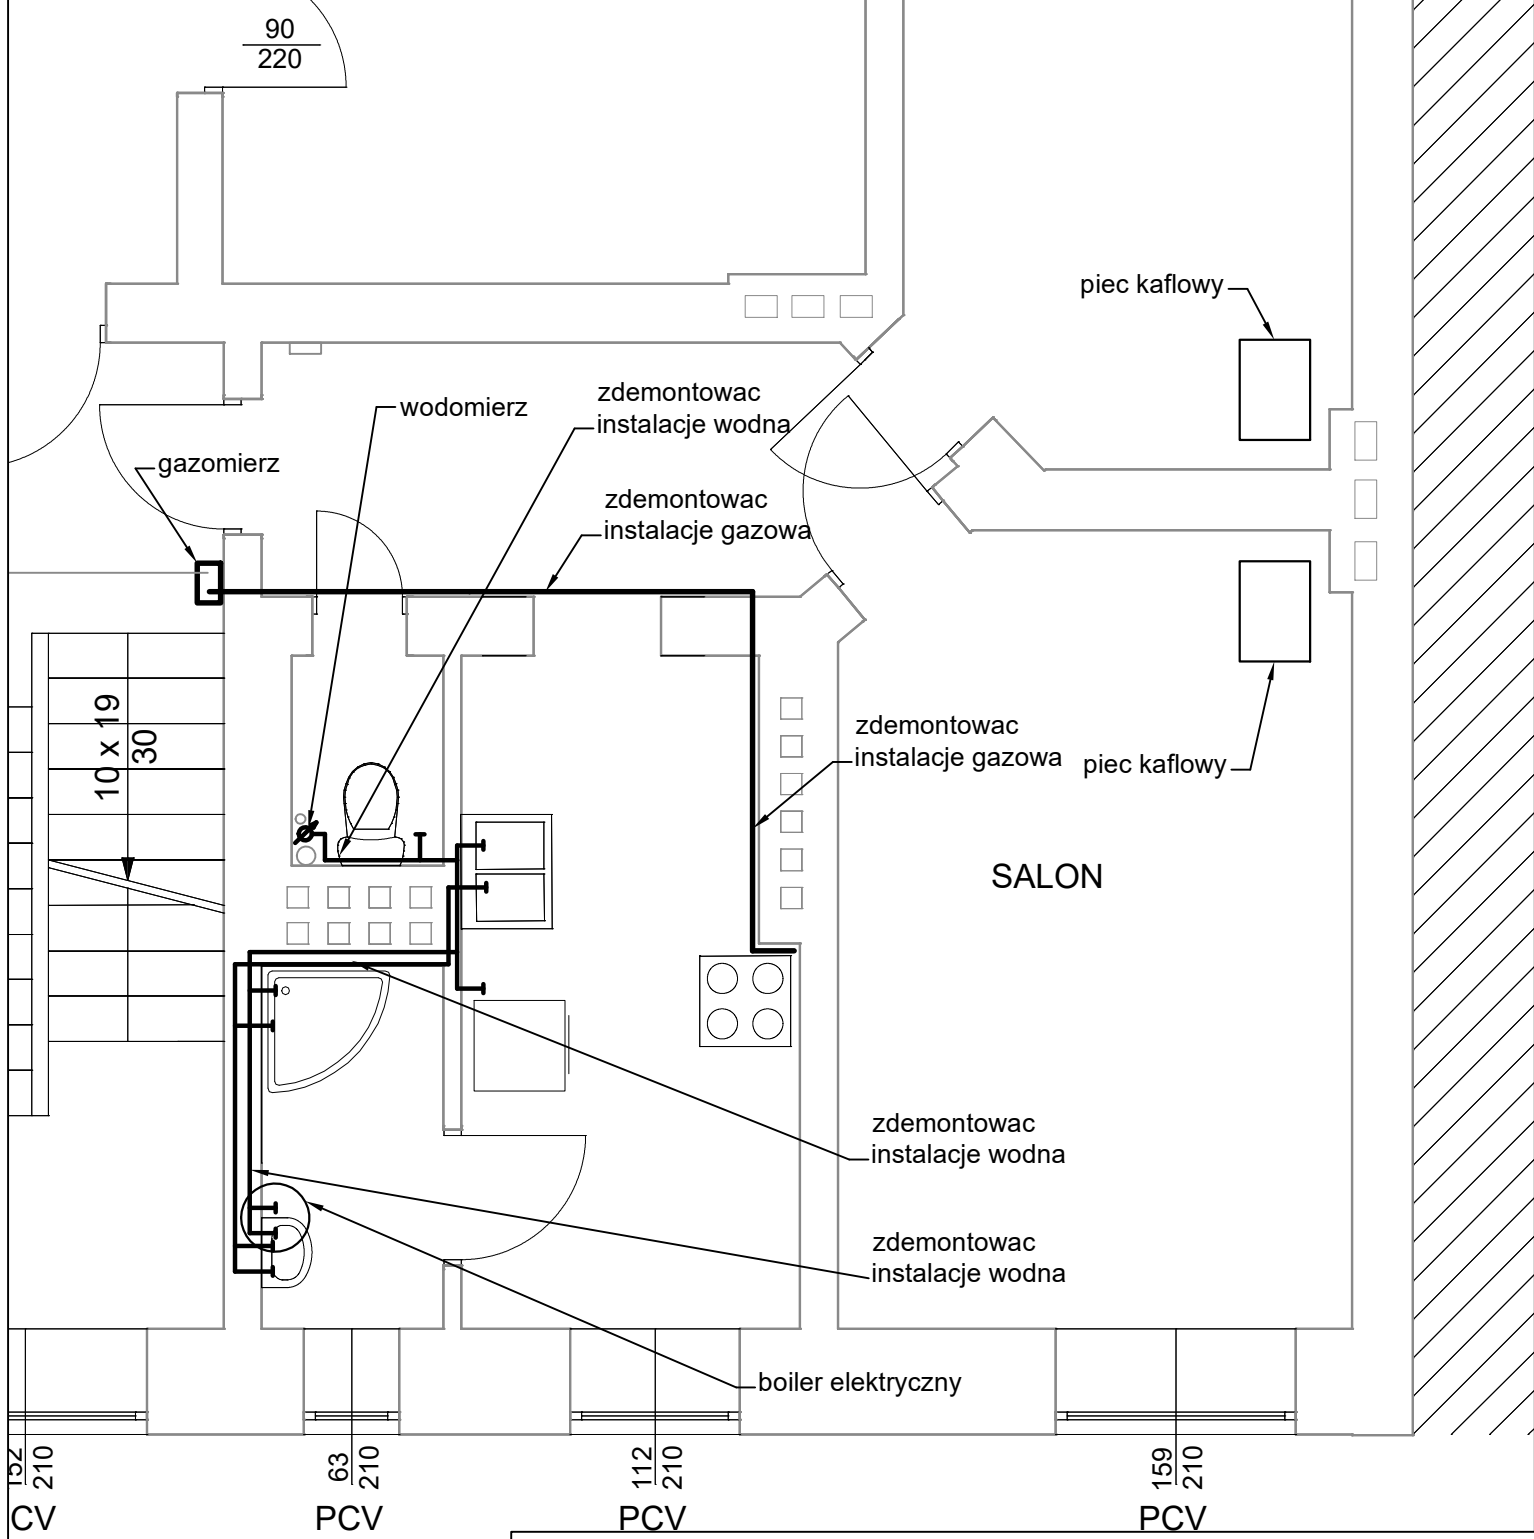 90
220
piec kaflowy
zdemontowac
instalacje wodna
wodomierz
gazomierz
zdemontowac
instalacje gazowa
10 x 19
30
zdemontowac
instalacje gazowa
piec kaflowy
SALON
zdemontowac
instalacje wodna
zdemontowac
instalacje wodna
boiler elektryczny
152
210
63
210
112
210
159
210
CV
PCV
PCV
PCV